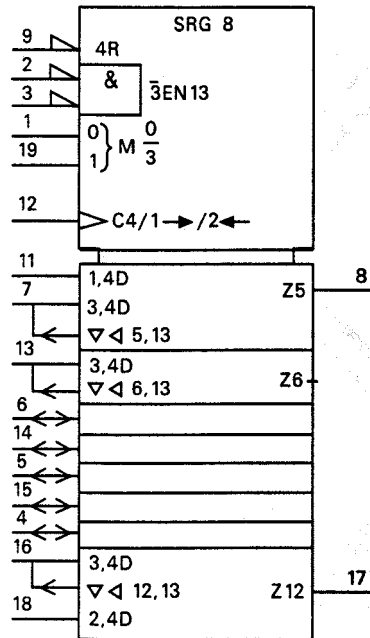 SRG 8
9
4R
2
&
3
3̅EN13
1
0
} M 0/3
19
1
12
C4/1→/2←
11
1,4D
Z5
8
7
3,4D
▽ ◁ 5,13
13
3,4D
Z6
▽ ◁ 6,13
6
14
5
15
4
16
3,4D
▽ ◁ 12,13
Z12
17
18
2,4D